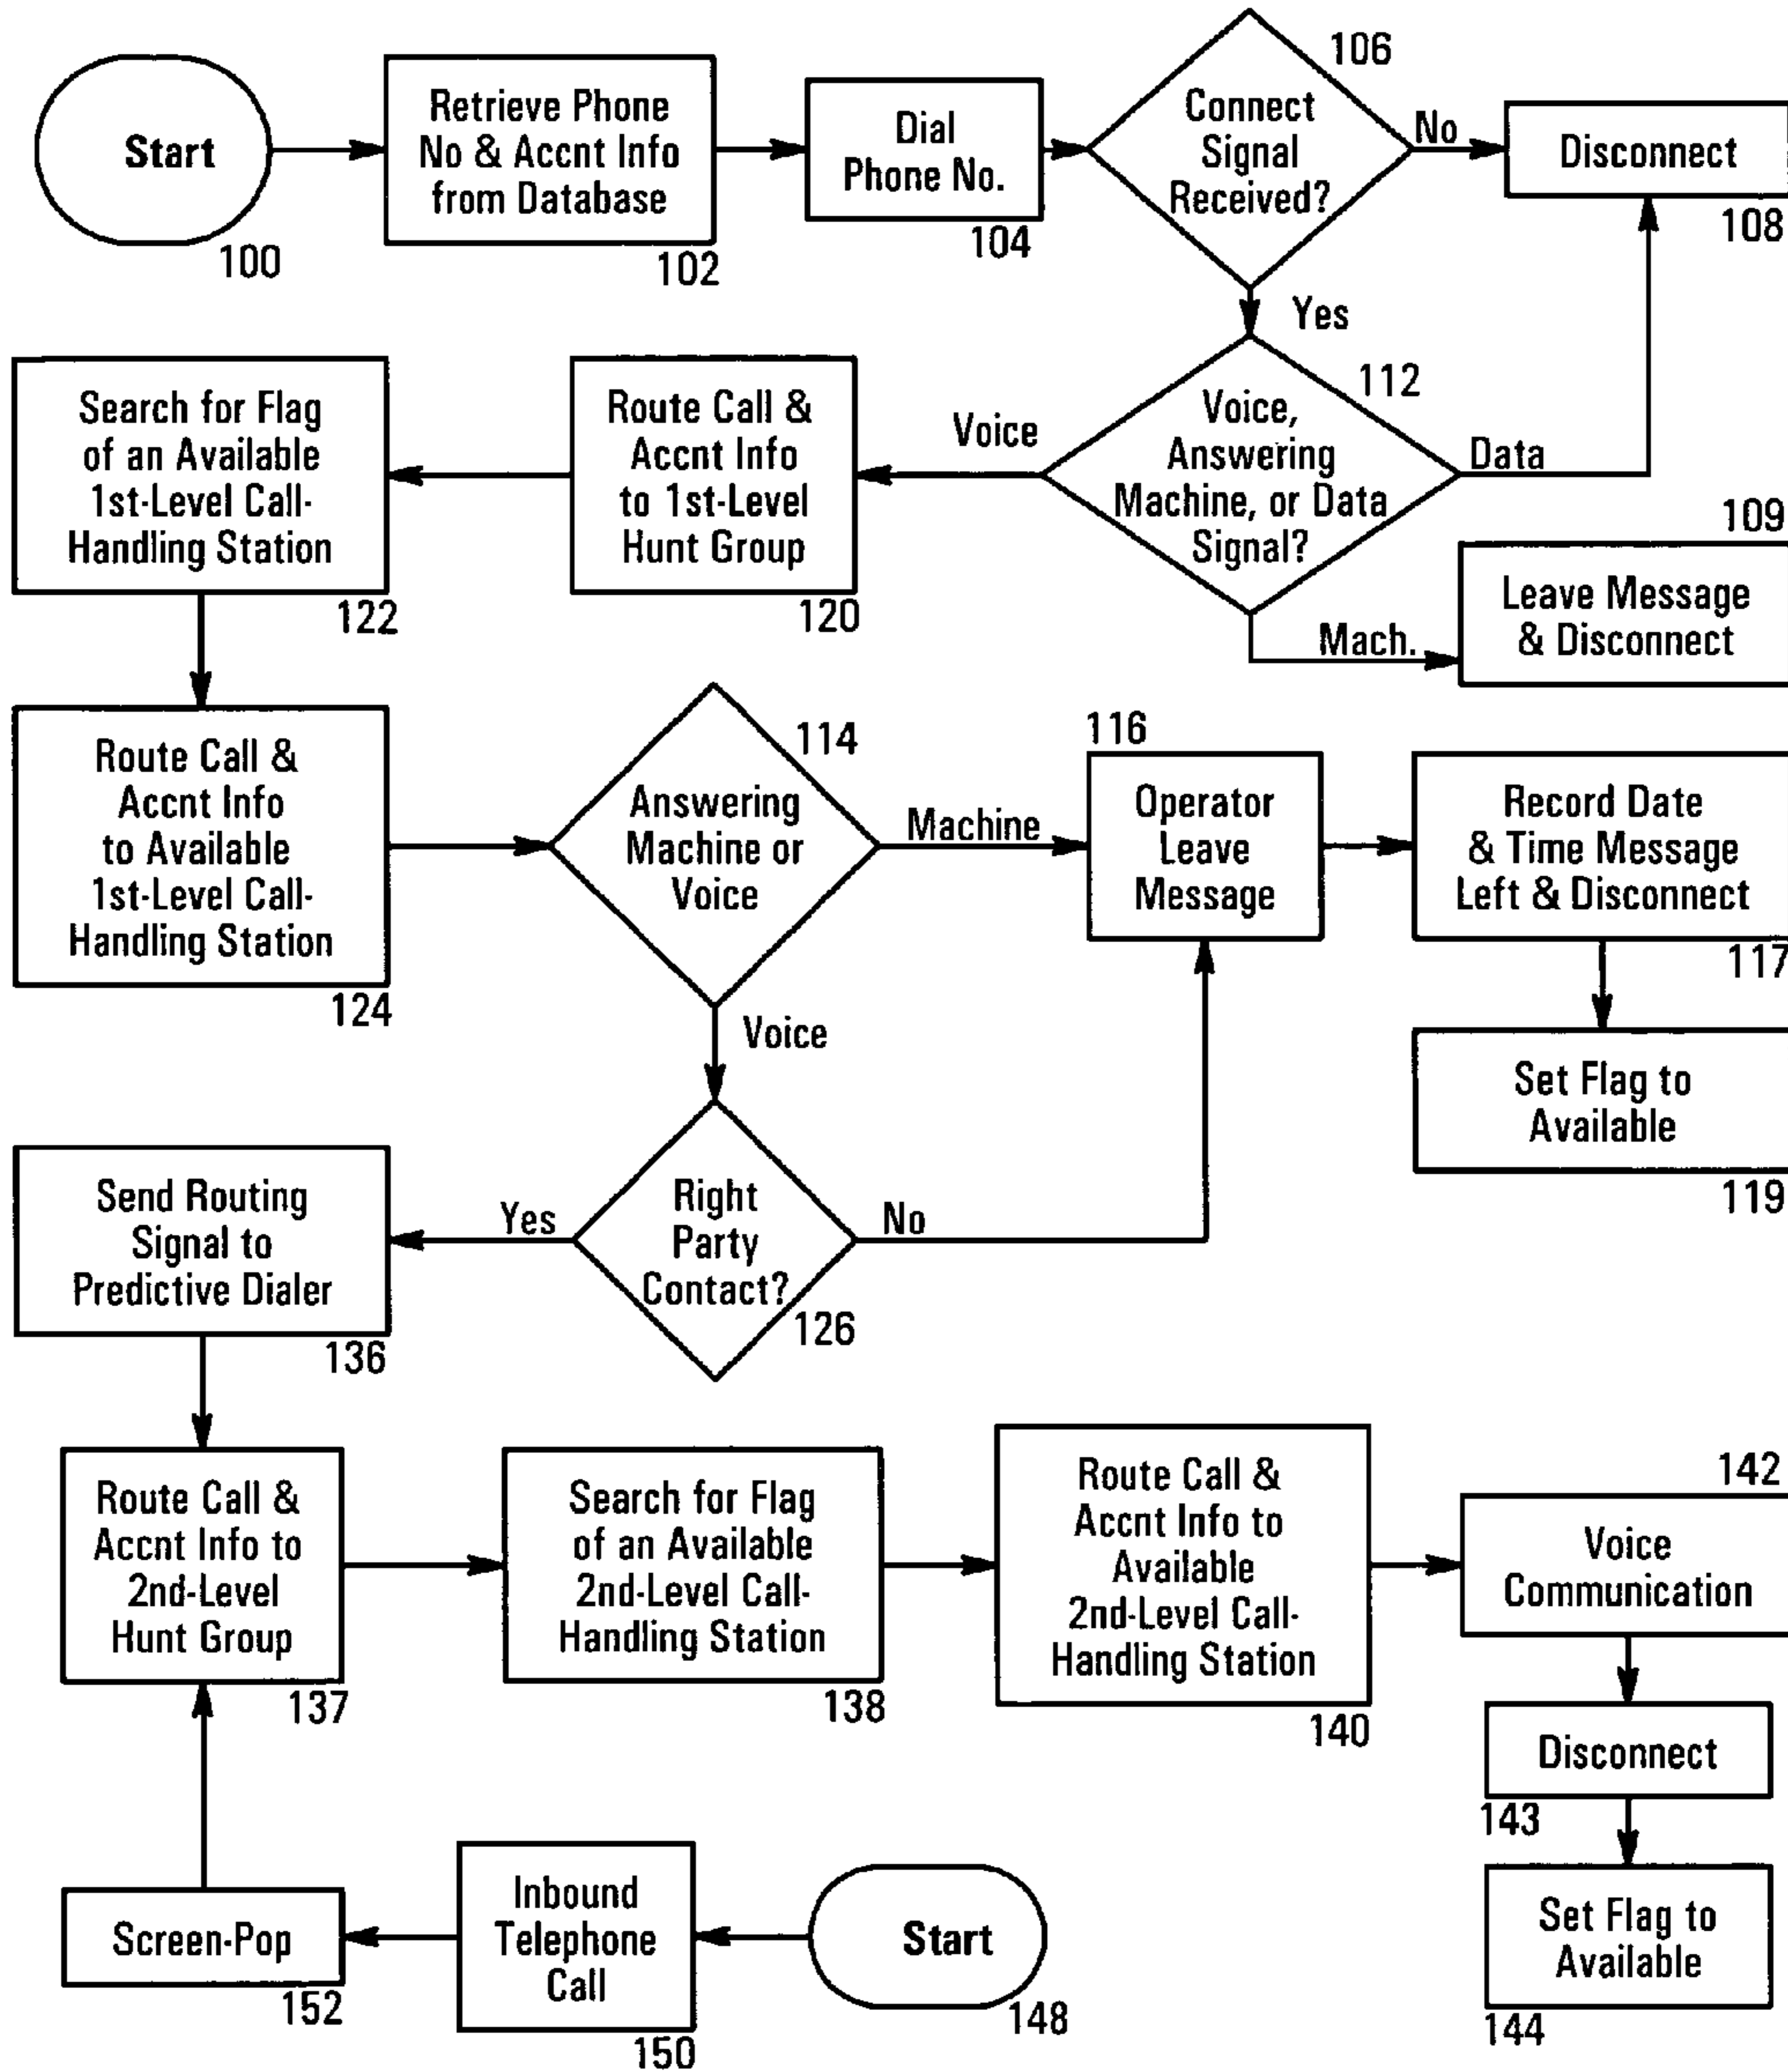 Start
100
Retrieve Phone
No & Accnt Info
from Database
102
Dial
Phone No.
104
106
Connect
Signal
Received?
No
Disconnect
108
Yes
Search for Flag
of an Available
1st-Level Call-
Handling Station
122
Route Call &
Accnt Info
to 1st-Level
Hunt Group
120
Voice
112
Voice,
Answering
Machine, or Data
Signal?
Data
Mach.
109
Leave Message
& Disconnect
Route Call &
Accnt Info
to Available
1st-Level Call-
Handling Station
124
114
Answering
Machine or
Voice
Machine
Voice
116
Operator
Leave
Message
Record Date
& Time Message
Left & Disconnect
117
Set Flag to
Available
119
Send Routing
Signal to
Predictive Dialer
136
Yes
Right
Party
Contact?
126
No
Route Call &
Accnt Info to
2nd-Level
Hunt Group
137
Search for Flag
of an Available
2nd-Level Call-
Handling Station
138
Route Call &
Accnt Info to
Available
2nd-Level Call-
Handling Station
140
142
Voice
Communication
Disconnect
143
Set Flag to
Available
144
Screen-Pop
152
Inbound
Telephone
Call
150
Start
148